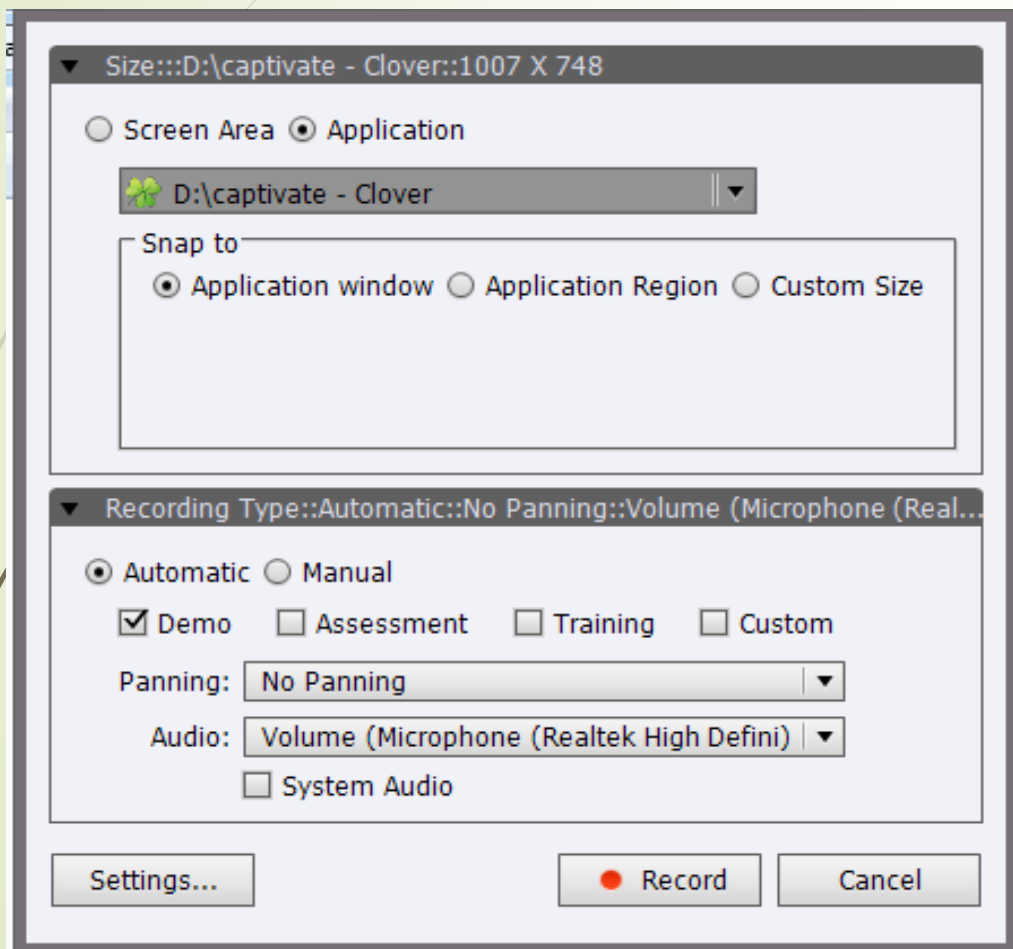 Size:::D:\captivate - Clover::1007 X 748
Screen Area Application
D:\captivate - Clover
Snap to
Application window Application Region Custom Size
Recording Type::Automatic::No Panning::Volume (Microphone (Real...
Automatic Manual
Demo Assessment Training Custom
Panning: No Panning
Audio: Volume (Microphone (Realtek High Defini)
System Audio
Settings... Record Cancel